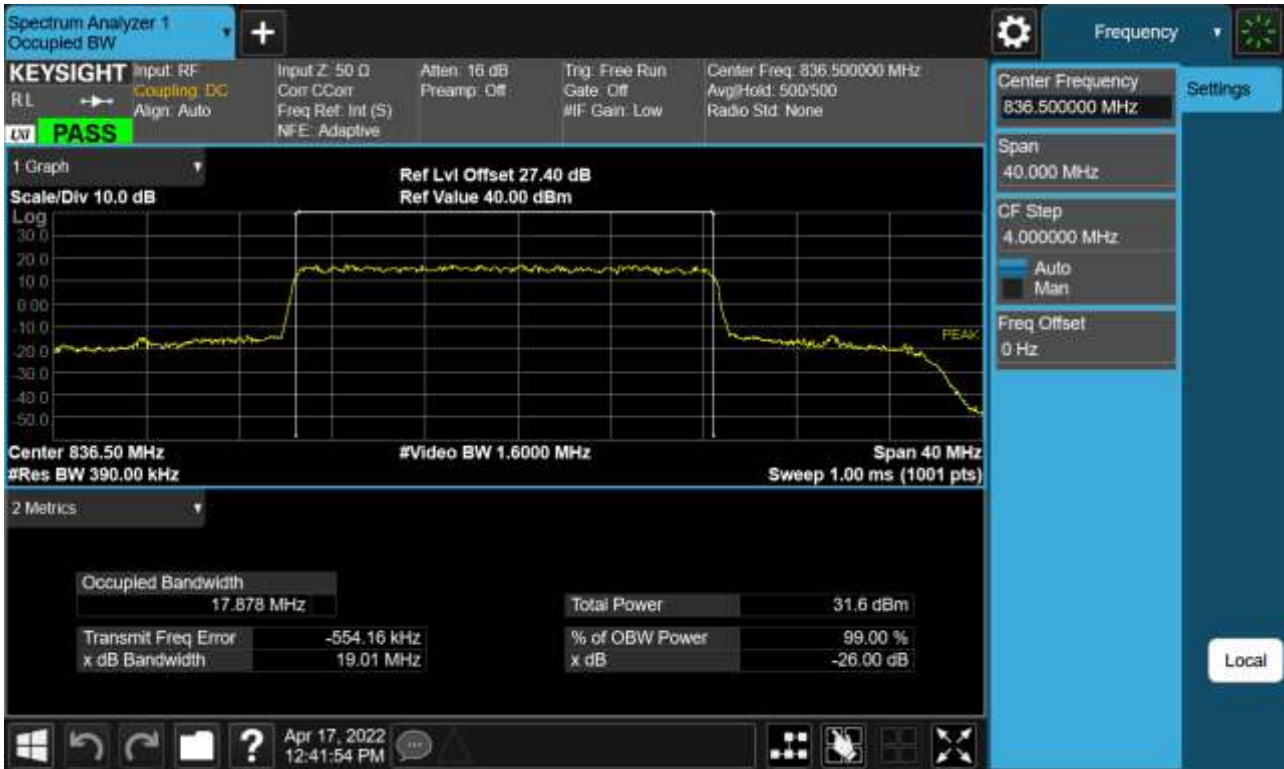 Spectrum Analyzer 1
Occupied BW
+
Frequency
KEYSIGHT
RL
LXI
PASS
Input: RF
Coupling: DC
Align: Auto
Input Z: 50 Ω
Corr CCorr
Freq Ref: Int (S)
NFE: Adaptive
Atten: 16 dB
Preamp: Off
Trig: Free Run
Gate: Off
#IF Gain: Low
Center Freq: 836.500000 MHz
Avg|Hold: 500/500
Radio Std: None
1 Graph
Scale/Div 10.0 dB
Ref Lvl Offset 27.40 dB
Ref Value 40.00 dBm
Log
30.0
20.0
10.0
0.00
-10.0
-20.0
-30.0
-40.0
-50.0
PEAK
Center 836.50 MHz
#Video BW 1.6000 MHz
Span 40 MHz
#Res BW 390.00 kHz
Sweep 1.00 ms (1001 pts)
2 Metrics
Occupied Bandwidth
17.878 MHz
Total Power 31.6 dBm
Transmit Freq Error -554.16 kHz
% of OBW Power 99.00 %
x dB Bandwidth 19.01 MHz
x dB -26.00 dB
Center Frequency
836.500000 MHz
Settings
Span
40.000 MHz
CF Step
4.000000 MHz
Auto
Man
Freq Offset
0 Hz
Local
?
Apr 17, 2022
12:41:54 PM